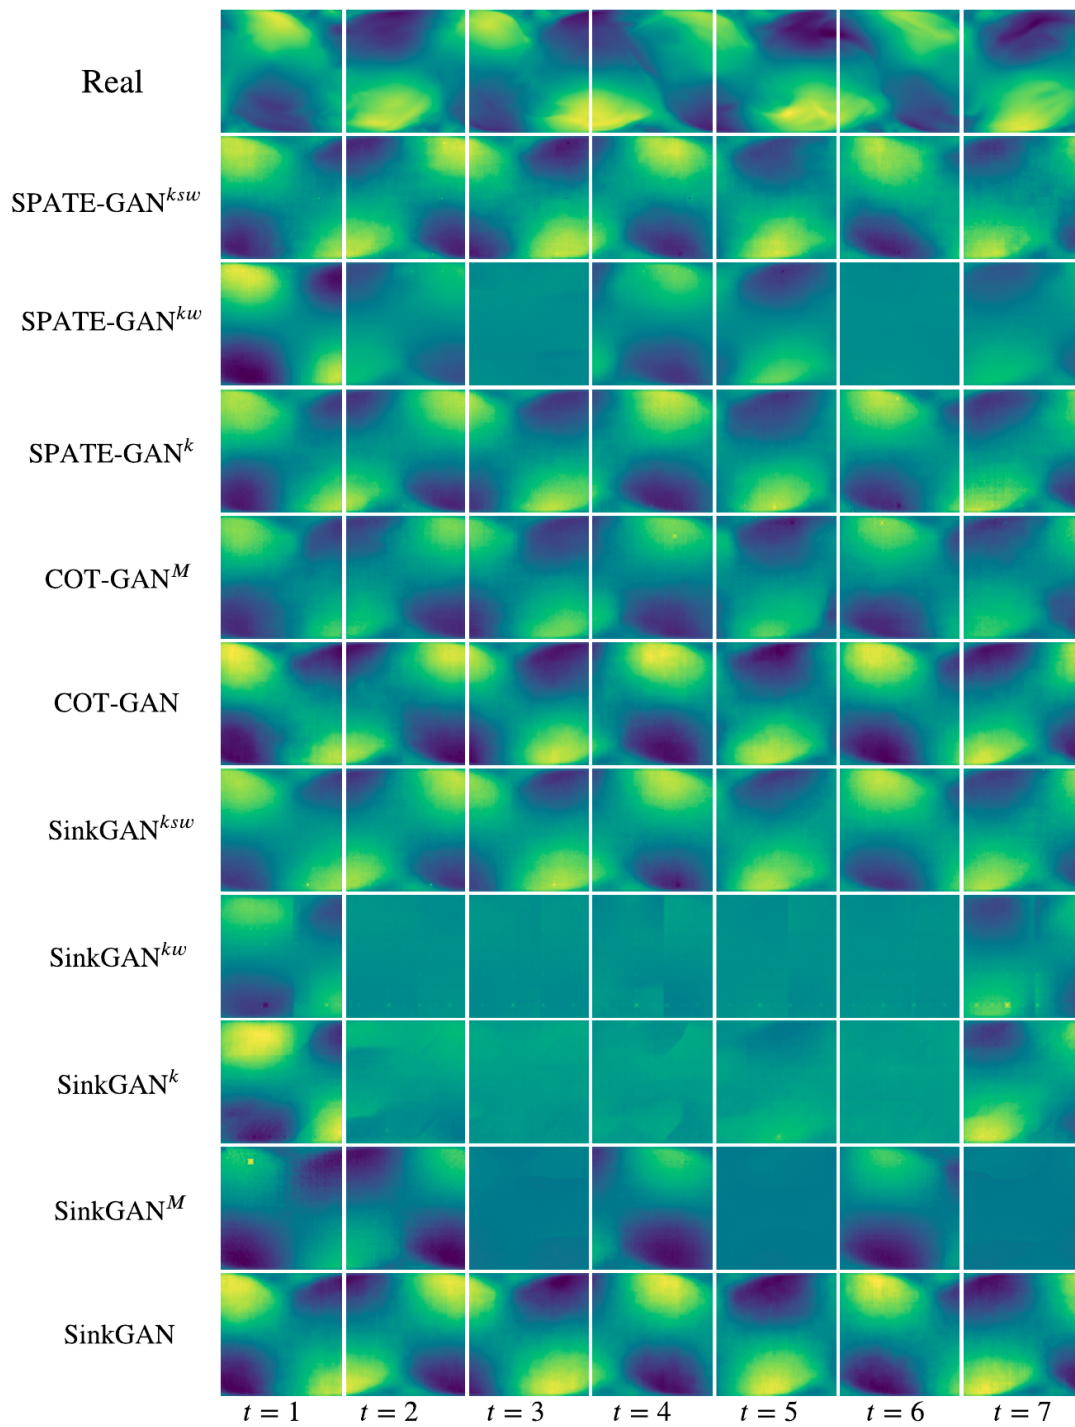 Real
SPATE-GAN^{ksw}
SPATE-GAN^{kw}
SPATE-GAN^{k}
COT-GAN^{M}
COT-GAN
SinkGAN^{ksw}
SinkGAN^{kw}
SinkGAN^{k}
SinkGAN^{M}
SinkGAN
t = 1 t = 2 t = 3 t = 4 t = 5 t = 6 t = 7